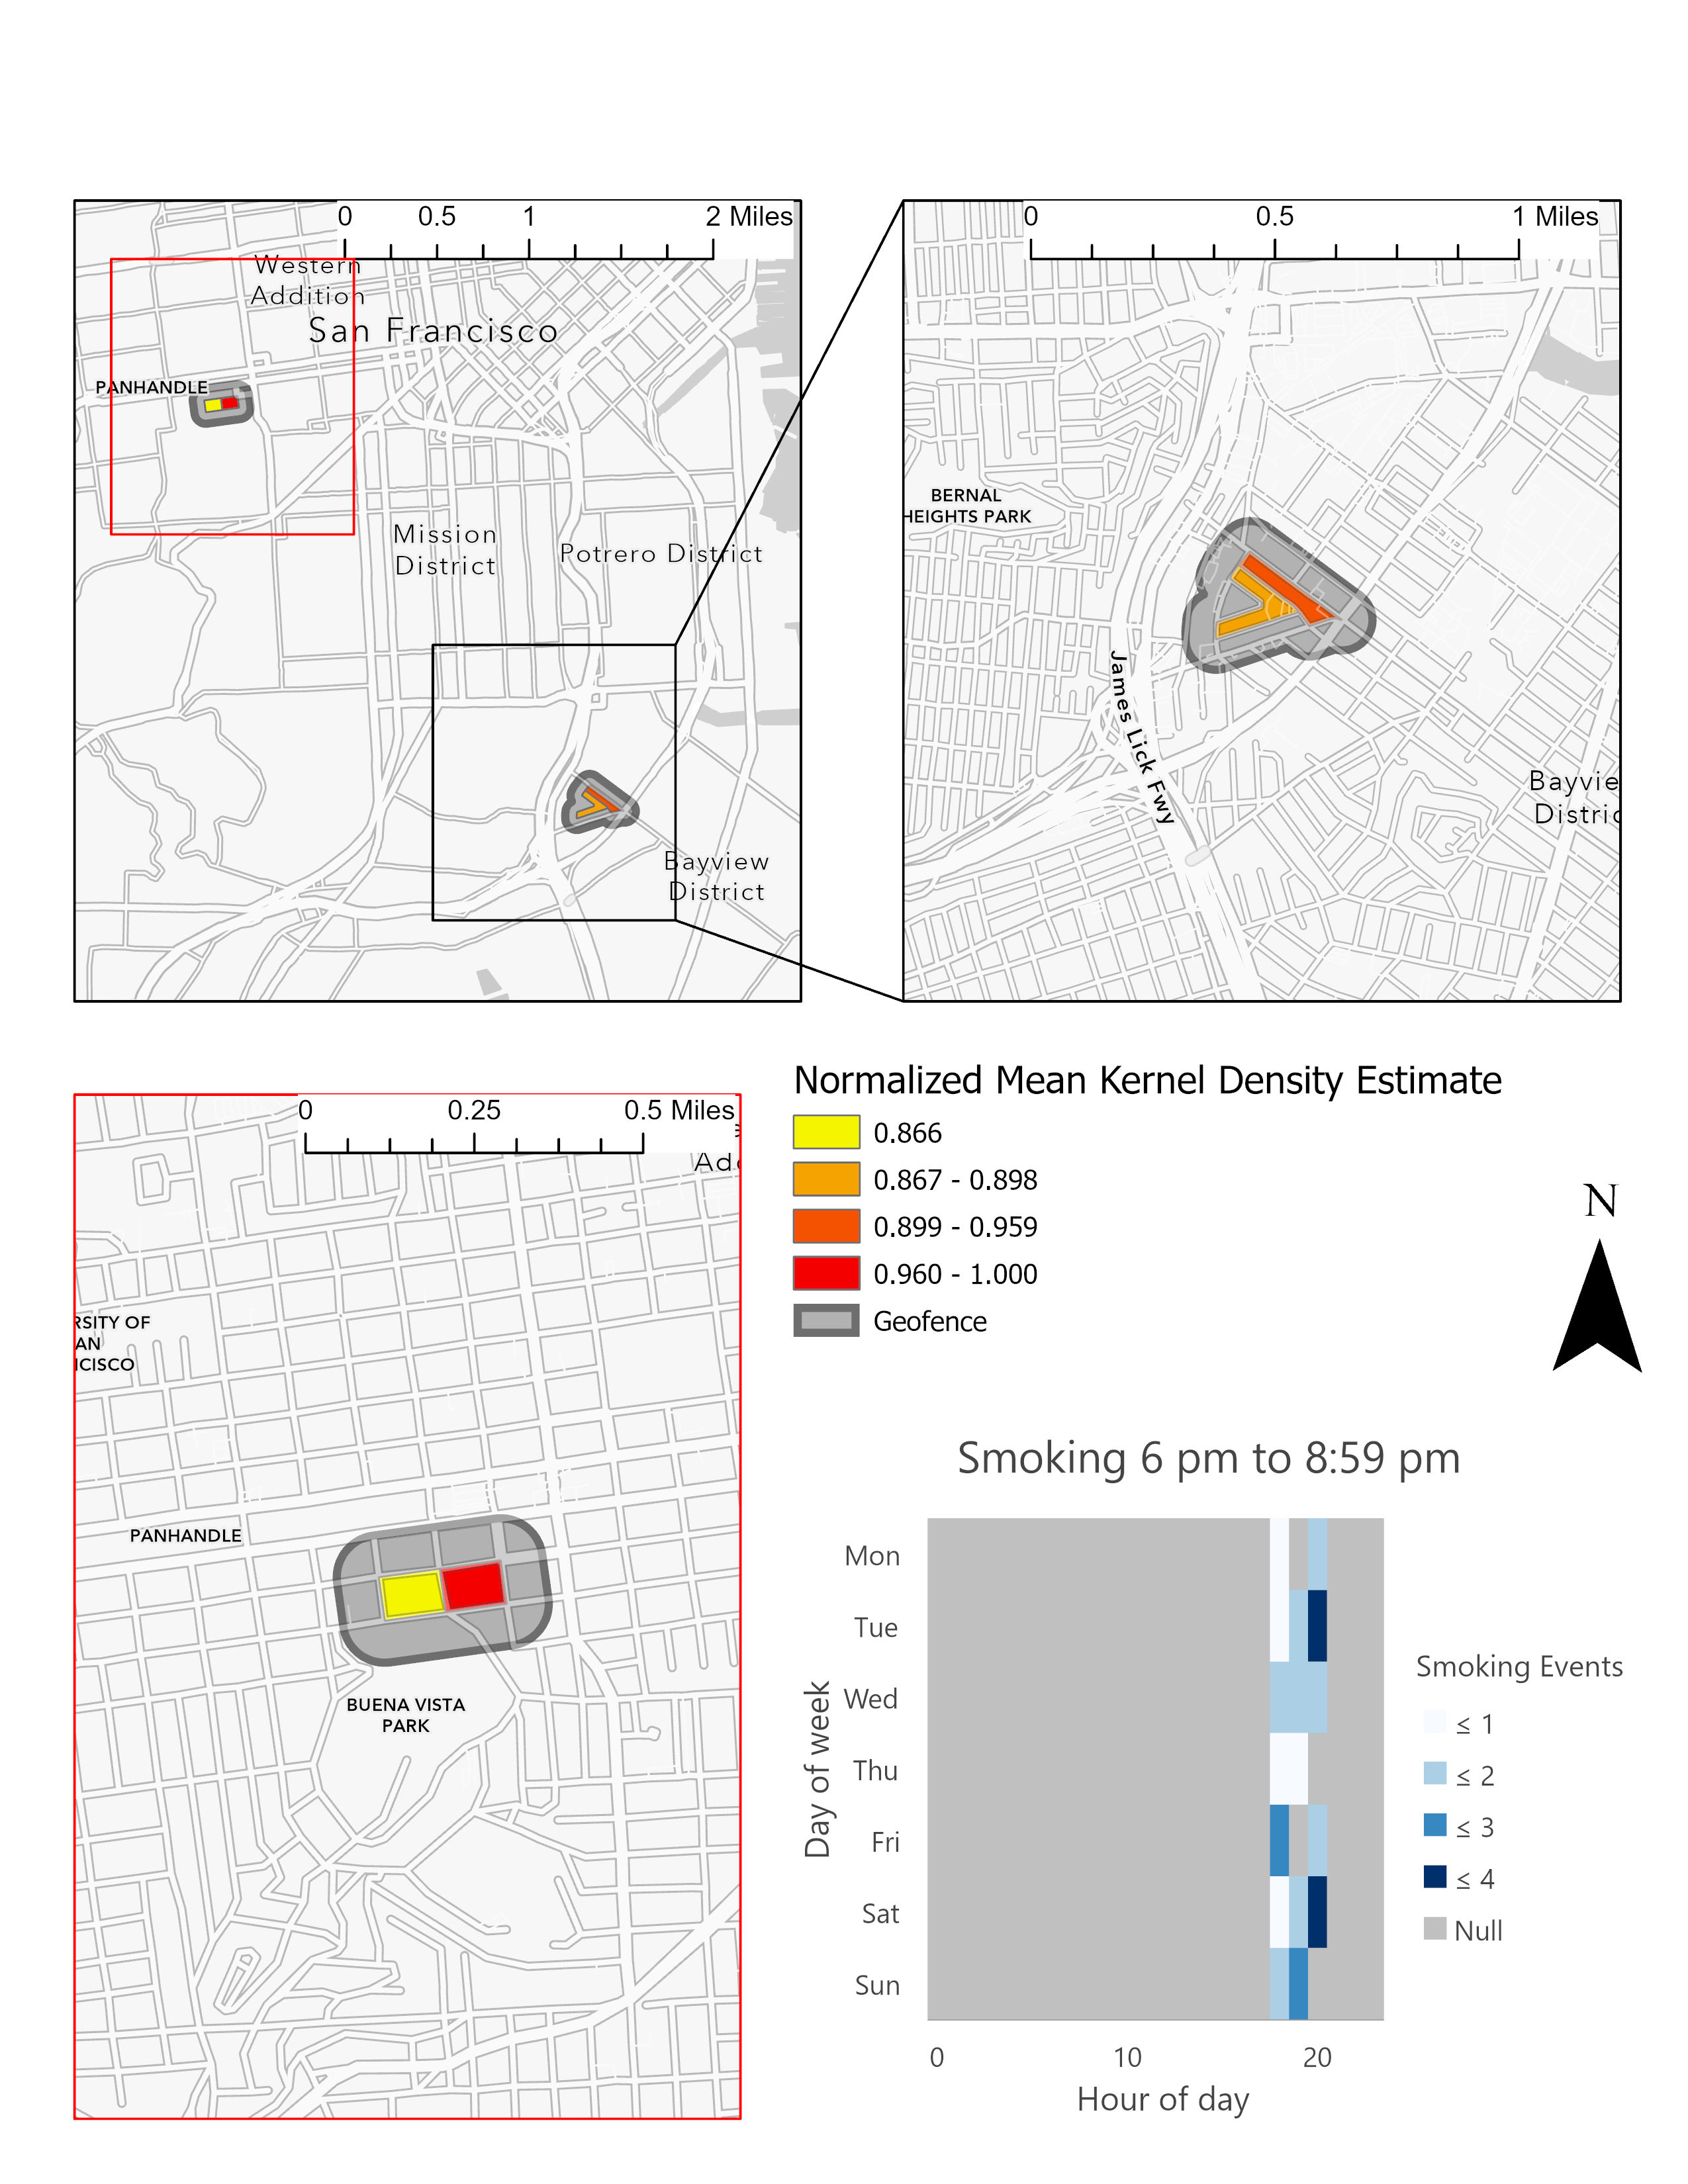 0 0.5 1 2 Miles
Western
Addition
San Francisco
PANHANDLE
Mission
District
Potrero District
Bayview
District
0 0.5 1 Miles
BERNAL
HEIGHTS PARK
James Lick Fwy
Bayvie
Distric
0 0.25 0.5 Miles
Add
RSITY OF
AN
NCISCO
PANHANDLE
BUENA VISTA
PARK
Normalized Mean Kernel Density Estimate
0.866
0.867 - 0.898
0.899 - 0.959
0.960 - 1.000
Geofence
N
Smoking 6 pm to 8:59 pm
Day of week
Mon
Tue
Wed
Thu
Fri
Sat
Sun
0 10 20
Hour of day
Smoking Events
≤ 1
≤ 2
≤ 3
≤ 4
Null